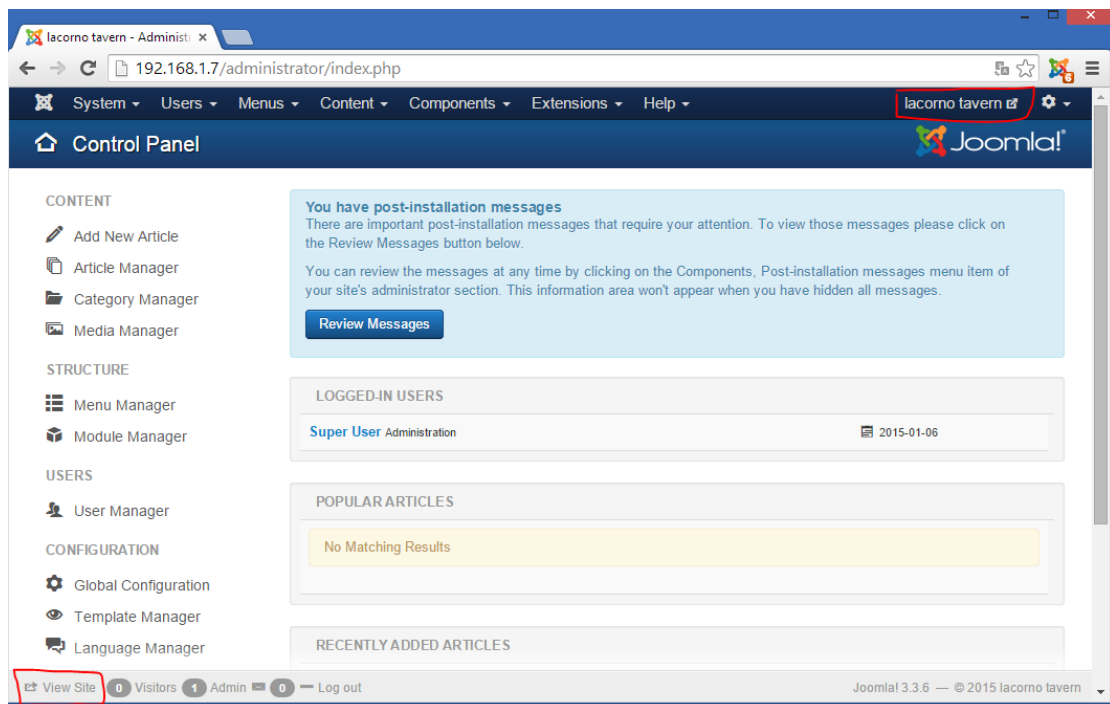 lacorno tavern - Administ
192.168.1.7/administrator/index.php
System Users Menus Content Components Extensions Help lacorno tavern
Control Panel Joomla!
CONTENT
Add New Article
Article Manager
Category Manager
Media Manager
STRUCTURE
Menu Manager
Module Manager
USERS
User Manager
CONFIGURATION
Global Configuration
Template Manager
Language Manager
You have post-installation messages
There are important post-installation messages that require your attention. To view those messages please click on
the Review Messages button below.
You can review the messages at any time by clicking on the Components, Post-installation messages menu item of
your site's administrator section. This information area won't appear when you have hidden all messages.
Review Messages
LOGGED-IN USERS
Super User Administration 2015-01-06
POPULAR ARTICLES
No Matching Results
RECENTLY ADDED ARTICLES
View Site 0 Visitors 1 Admin 0 Log out Joomla! 3.3.6 — © 2015 lacorno tavern